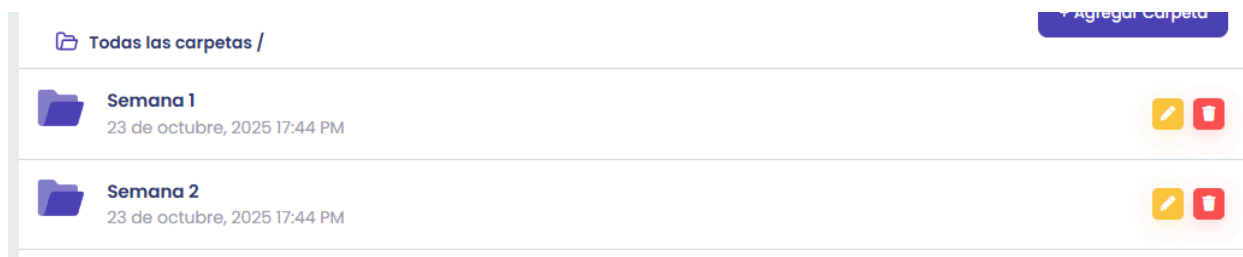 + Agregar Carpeta
Todas las carpetas /
Semana 1
23 de octubre, 2025 17:44 PM
Semana 2
23 de octubre, 2025 17:44 PM